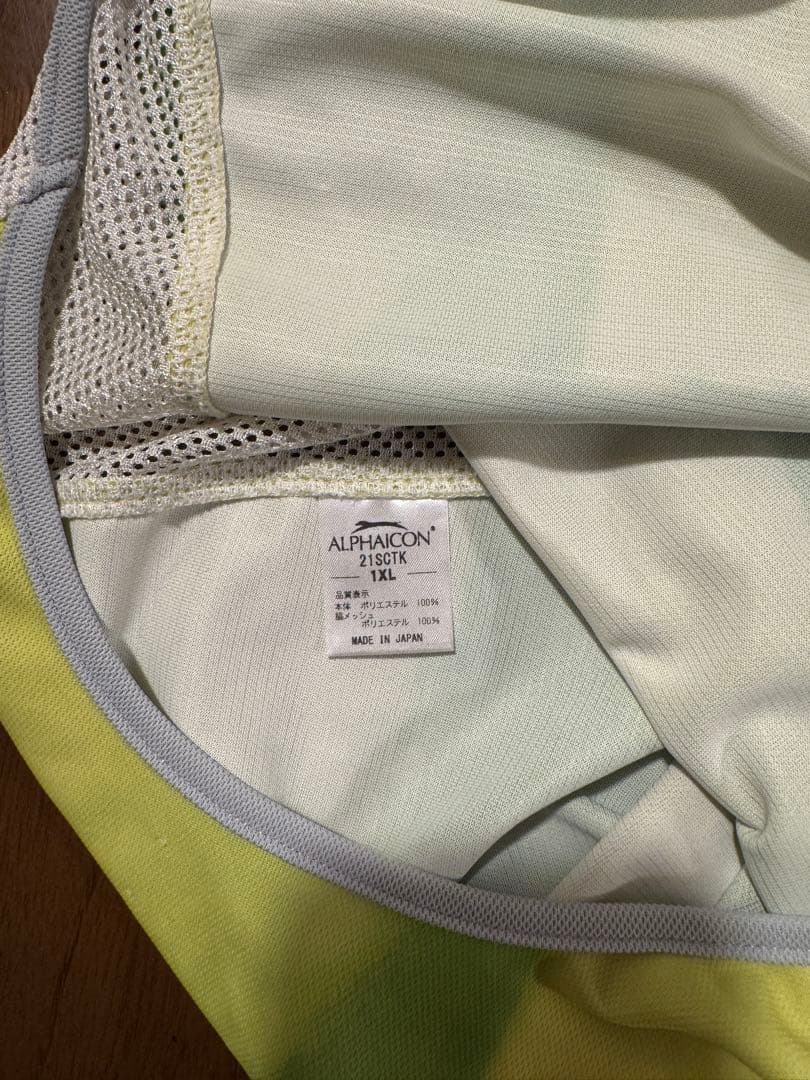 ALPHAICON®
21SCTK
1XL
品質表示
本体 ポリエステル 100%
脇メッシュ
ポリエステル 100%
MADE IN JAPAN